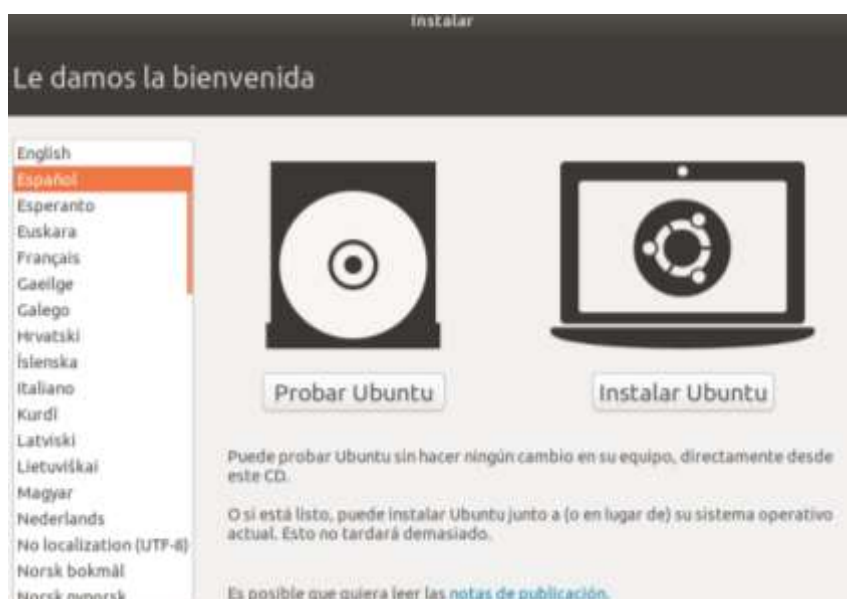 Instalar
Le damos la bienvenida
English
Español
Esperanto
Euskara
Français
Gaeilge
Galego
Hrvatski
Íslenska
Italiano
Kurdî
Latviski
Lietuviškai
Magyar
Nederlands
No localization (UTF-8)
Norsk bokmål
Norsk nynorsk
Probar Ubuntu
Instalar Ubuntu
Puede probar Ubuntu sin hacer ningún cambio en su equipo, directamente desde
este CD.
O si está listo, puede instalar Ubuntu junto a (o en lugar de) su sistema operativo
actual. Esto no tardará demasiado.
Es posible que quiera leer las notas de publicación.